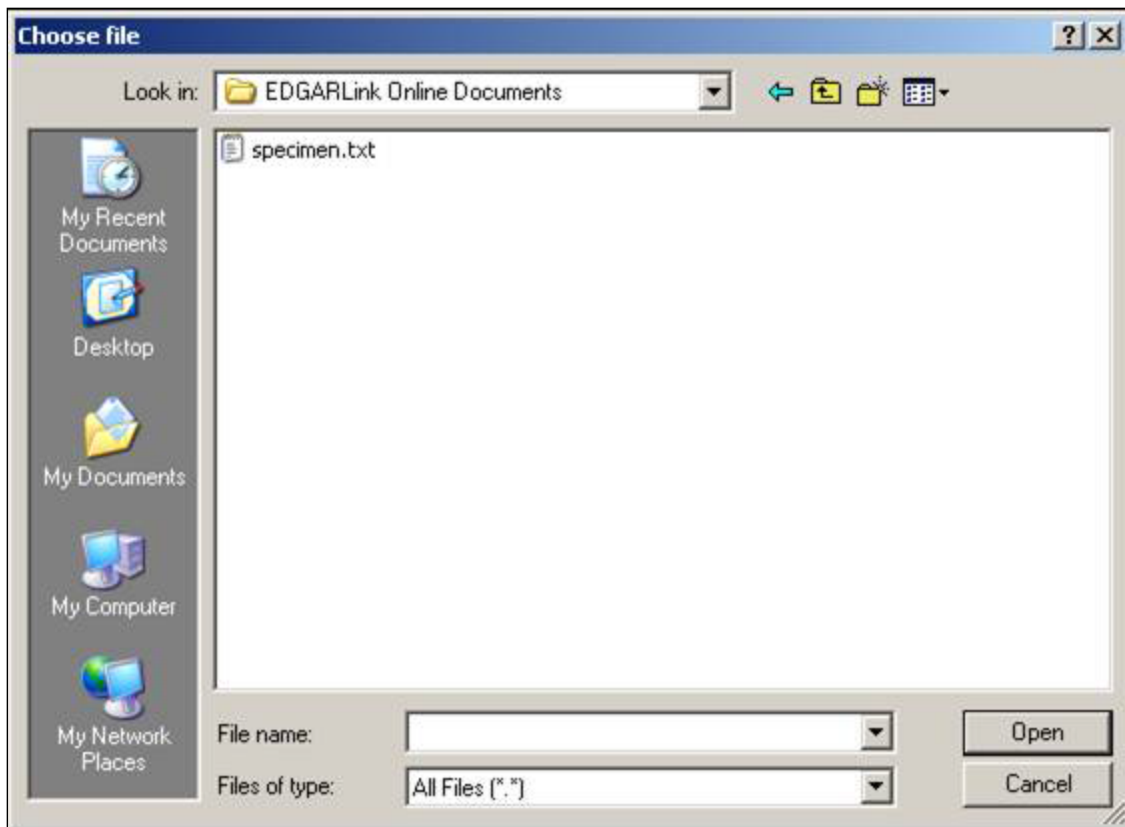 Choose file
Look in: EDGARLink Online Documents
specimen.txt
My Recent
Documents
Desktop
My Documents
My Computer
My Network
Places
File name:
Open
Files of type: All Files (*.*)
Cancel